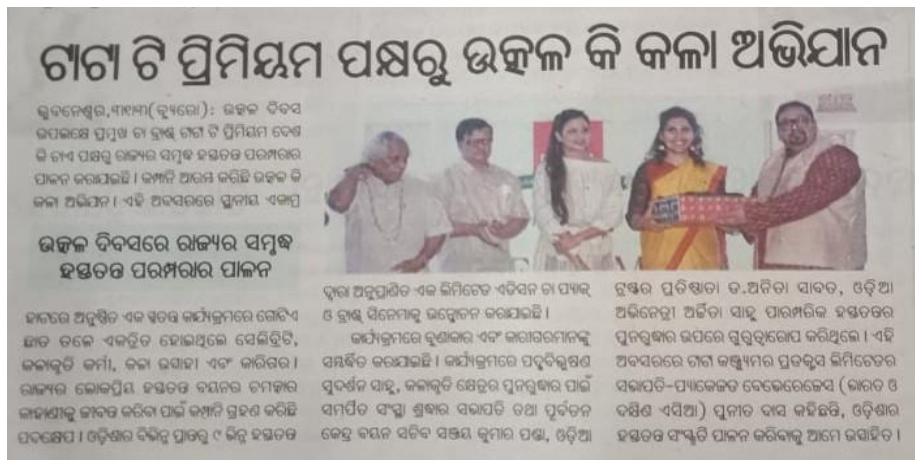 ଟାଟା ଟି ପ୍ରିମିୟମ ପକ୍ଷରୁ ଉତ୍କଳ କି କଳା ଅଭିଯାନ
ଭୁବନେଶ୍ୱର,୩୧।୩(ବ୍ୟୁରୋ): ଉତ୍କଳ ଦିବସ
ଉପଲକ୍ଷେ ପ୍ରମୁଖ ଚା ବ୍ରାଣ୍ଡ ଟାଟା ଟି ପ୍ରିମିୟମ ଦେଶ
କି ଚାଏ ପକ୍ଷରୁ ରାଜ୍ୟର ସମୃଦ୍ଧ ହସ୍ତତନ୍ତ ପରମ୍ପରାର
ପାଳନ କରାଯାଇଛି । କମ୍ପାନି ଆରମ୍ଭ କରିଛି ଉତ୍କଳ କି
କଳା ଅଭିଯାନ । ଏହି ଅବସରରେ ସ୍ଥାନୀୟ ଏକାମ୍ର
ଉତ୍କଳ ଦିବସରେ ରାଜ୍ୟର ସମୃଦ୍ଧ
ହସ୍ତତନ୍ତ ପରମ୍ପରାର ପାଳନ
ହାଟରେ ଅନୁଷ୍ଠିତ ଏକ ସ୍ୱତନ୍ତ୍ର କାର୍ଯ୍ୟକ୍ରମରେ ଗୋଟିଏ
ଛାତ ତଳେ ଏକତ୍ରିତ ହୋଇଥିଲେ ସେଲିବ୍ରିଟି,
କଳାକୃତି କର୍ମୀ, କଳା ଉତ୍ସାହୀ ଏବଂ କାରିଗର ।
ରାଜ୍ୟର ଲୋକପ୍ରିୟ ହସ୍ତତନ୍ତ ବୟନର ଚମତ୍କାର
କାହାଣୀକୁ ଜୀବନ୍ତ କରିବା ପାଇଁ କମ୍ପାନି ଗ୍ରହଣ କରିଛି
ପଦକ୍ଷେପ । ଓଡ଼ିଶାର ବିଭିନ୍ନ ପ୍ରାନ୍ତରୁ ୯ ଭିନ୍ନ ହସ୍ତତନ୍ତ
ଦ୍ୱାରା ଅନୁପ୍ରାଣିତ ଏକ ଲିମିଟେଡ ଏଡିସନ ଚା ପ୍ୟାକ୍
ଓ ବ୍ରାଣ୍ଡ ସିନେମାକୁ ଉନ୍ମୋଚନ କରାଯାଇଛି ।
କାର୍ଯ୍ୟକ୍ରମରେ ବୁଣାକାର ଏବଂ କାରୀଗରମାନଙ୍କୁ
ସମ୍ବର୍ଦ୍ଧିତ କରାଯାଇଛି । କାର୍ଯ୍ୟକ୍ରମରେ ପଦ୍ମବିଭୂଷଣ
ସୁଦର୍ଶନ ସାହୁ, କଳାକୃତି କ୍ଷେତ୍ରର ପୁନରୁଦ୍ଧାର ପାଇଁ
ସମର୍ପିତ ସଂସ୍ଥା ଶ୍ରଦ୍ଧାର ସଭାପତି ତଥା ପୂର୍ବତନ
କେନ୍ଦ୍ର ବୟନ ସଚିବ ସଞ୍ଜୟ କୁମାର ପଣ୍ଡା, ଓଡ଼ିଆ
ଟ୍ରଷ୍ଟର ପ୍ରତିଷ୍ଠାତା ଡ.ଅନିତା ସାବତ, ଓଡ଼ିଆ
ଅଭିନେତ୍ରୀ ଅର୍ଚ୍ଚିତା ସାହୁ ପାରମ୍ପରିକ ହସ୍ତତନ୍ତର
ପୁନରୁଦ୍ଧାର ଉପରେ ଗୁରୁତ୍ୱାରୋପ କରିଥିଲେ । ଏହି
ଅବସରରେ ଟାଟା କଞ୍ଜ୍ୟୁମର ପ୍ରଡକ୍ଟସ ଲିମିଟେଡର
ସଭାପତି-ପ୍ୟାକେଜଡ ବେଭେରେଜେସ (ଭାରତ ଓ
ଦକ୍ଷିଣ ଏସିଆ) ପୁନୀତ ଦାସ କହିଛନ୍ତି, ଓଡ଼ିଶାର
ହସ୍ତତନ୍ତ ସଂସ୍କୃତି ପାଳନ କରିବାକୁ ଆମେ ଉତ୍ସାହିତ ।